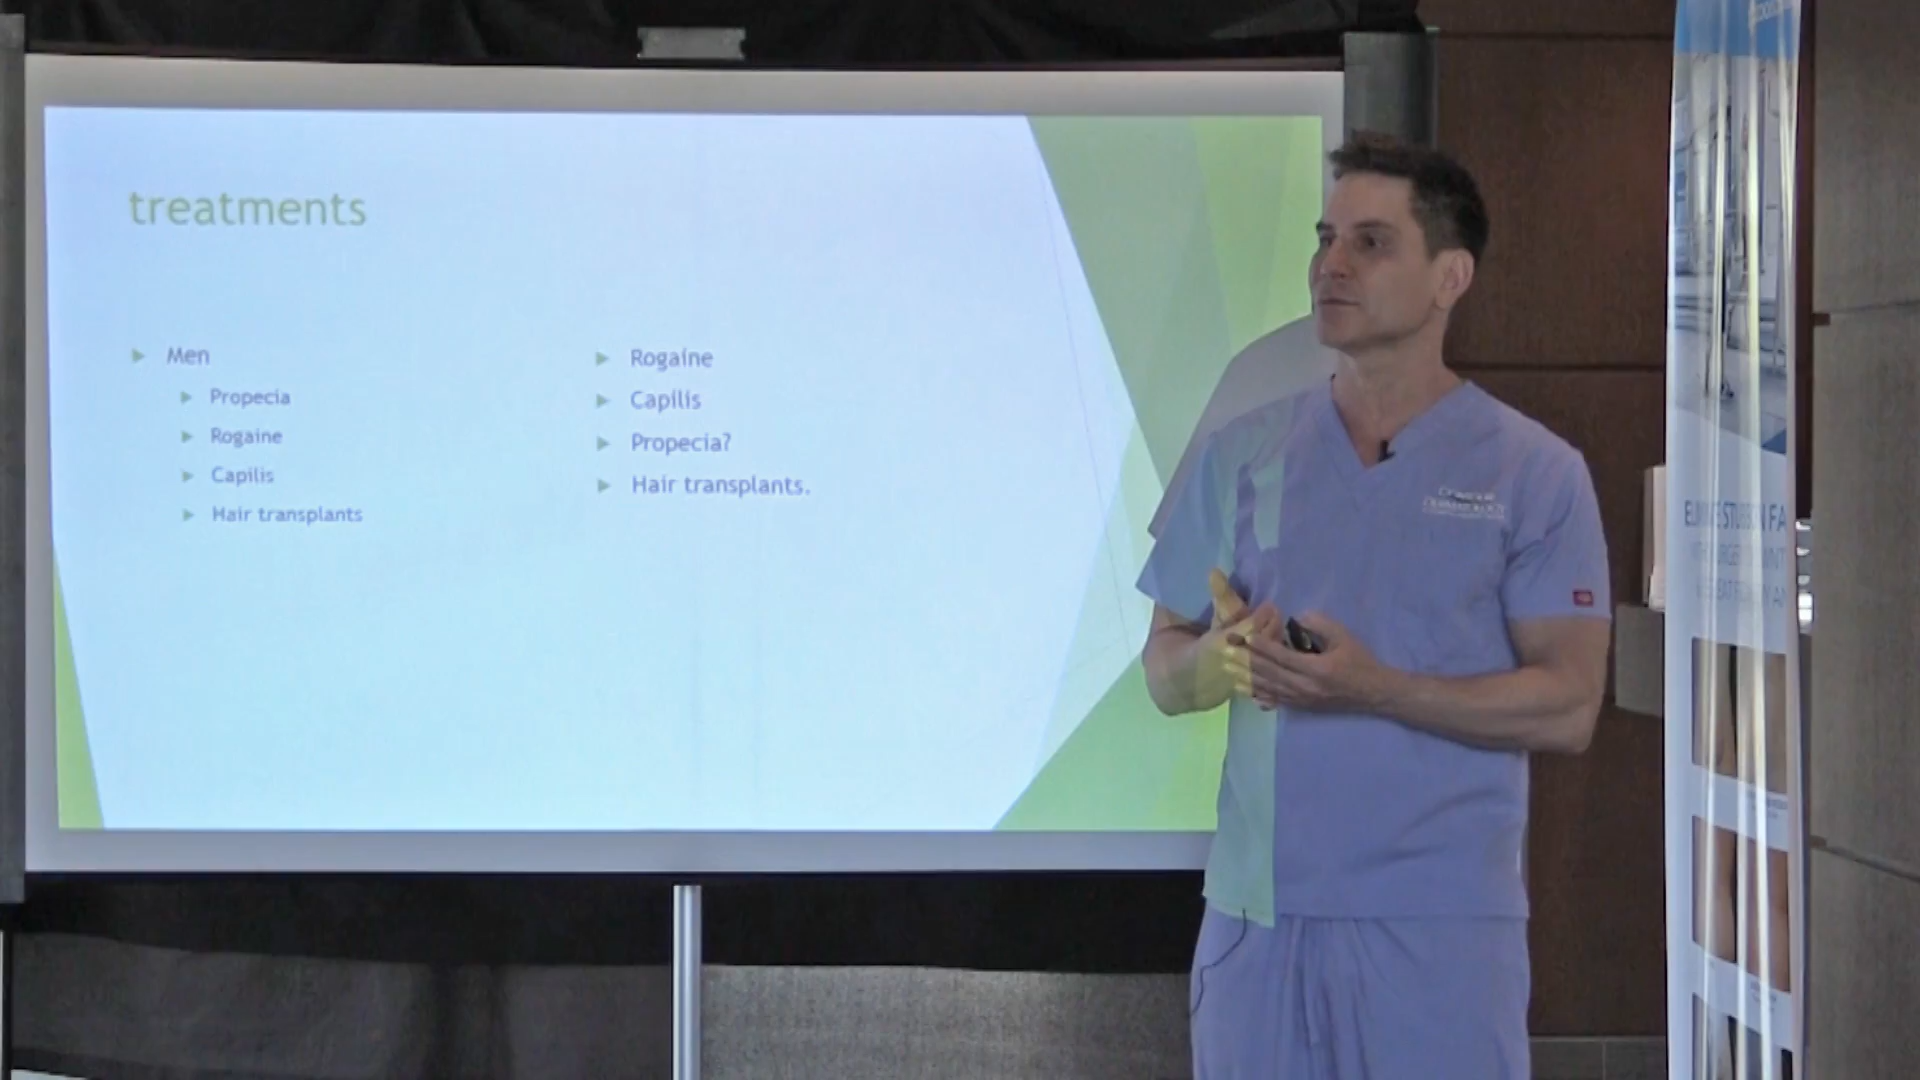 treatments
Men
Propecia
Rogaine
Capilis
Hair transplants
Rogaine
Capilis
Propecia?
Hair transplants.